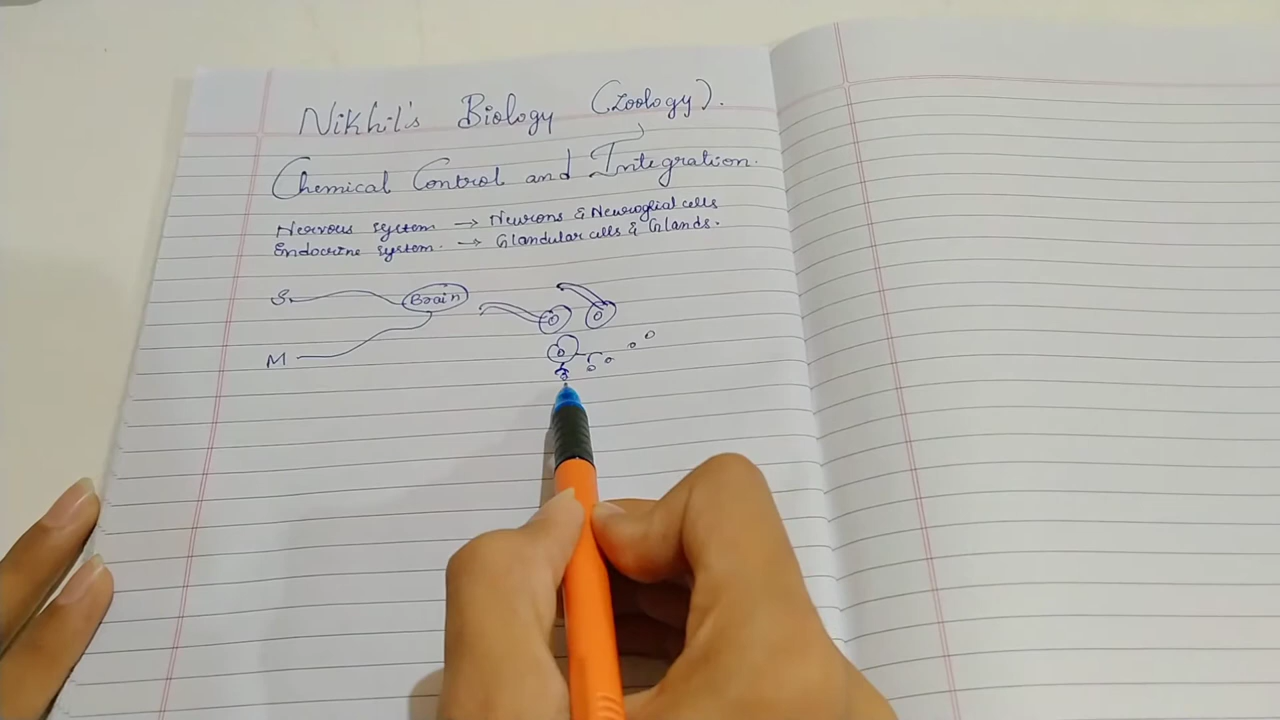 Nikhil's Biology (Zoology).
Chemical Control and Integration.
Nervous system → Neurons & Neuroglial cells
Endocrine system. → Glandular cells & Glands.
S Brain
M